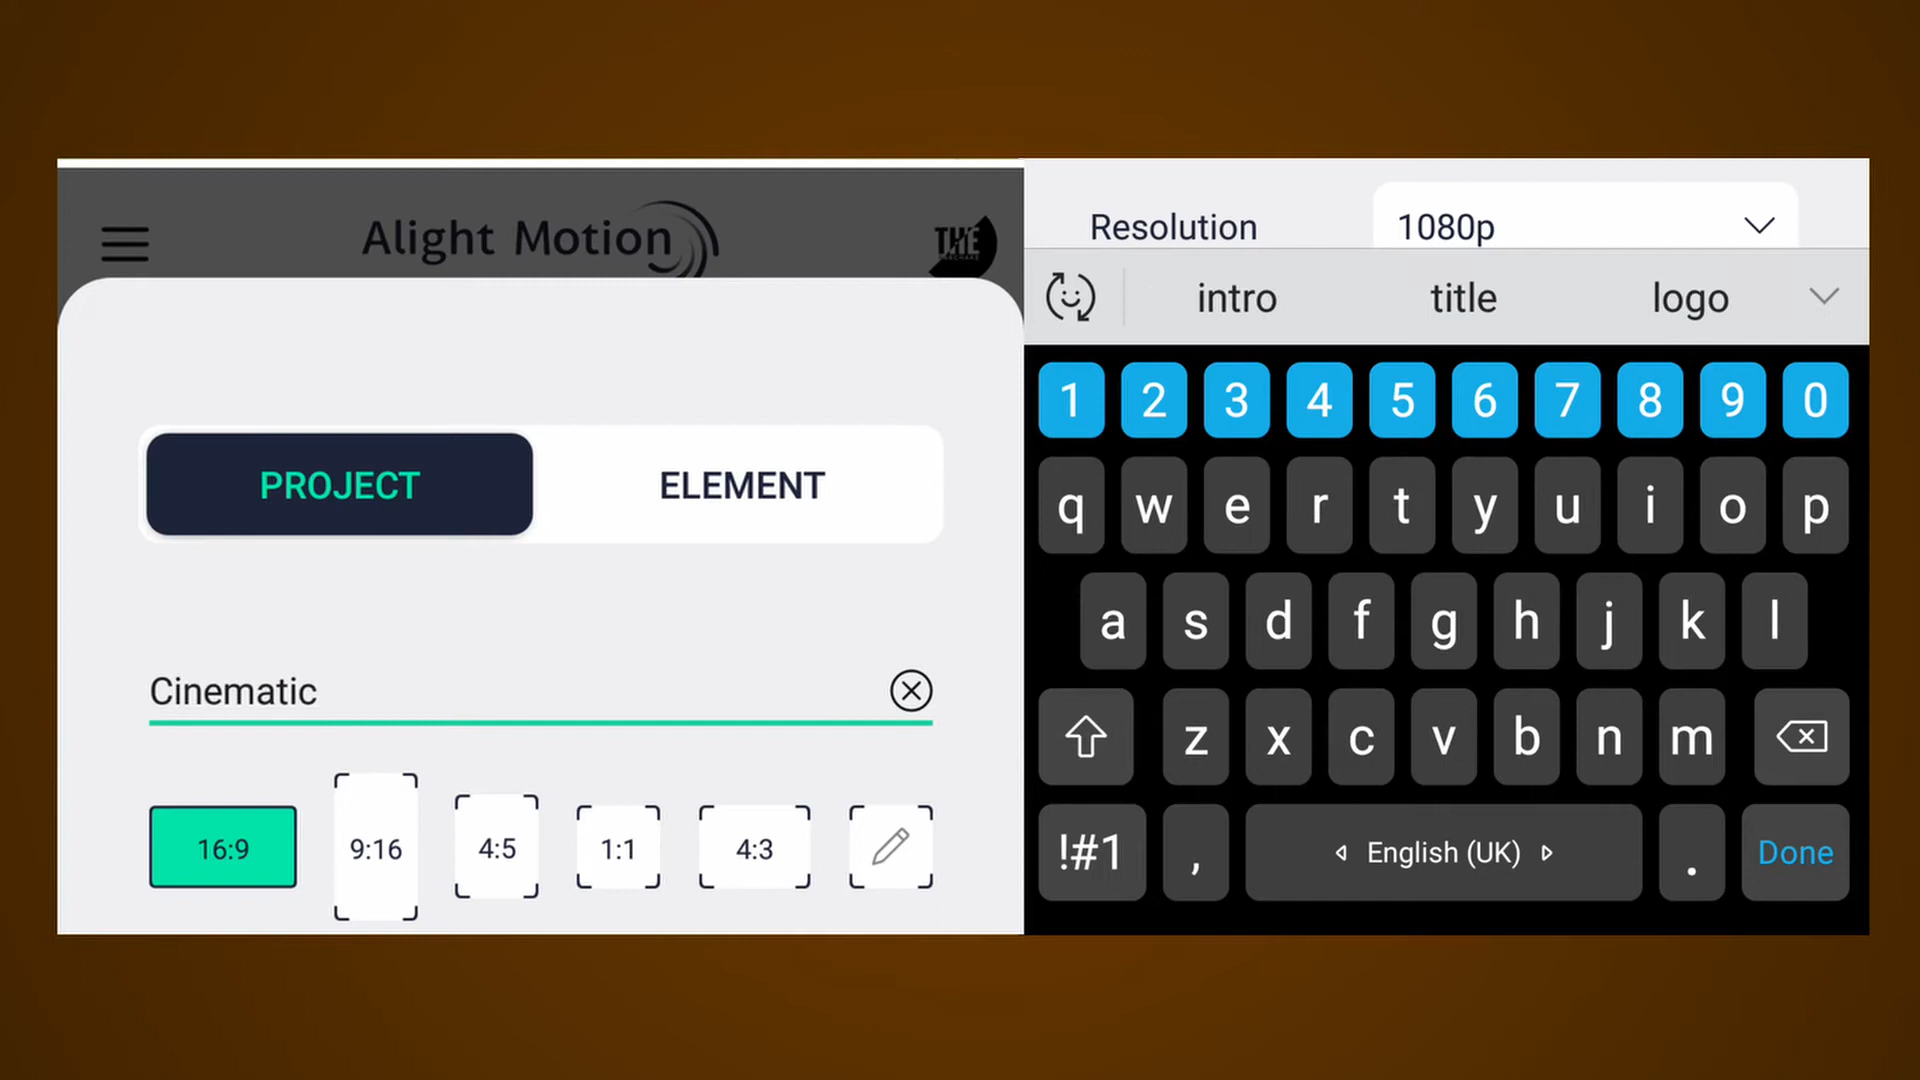 Alight Motion
THE
PROJECT
ELEMENT
Cinematic
16:9
9:16
4:5
1:1
4:3
Resolution
1080p
intro
title
logo
1 2 3 4 5 6 7 8 9 0
q w e r t y u i o p
a s d f g h j k l
z x c v b n m
!#1 , English (UK) . Done